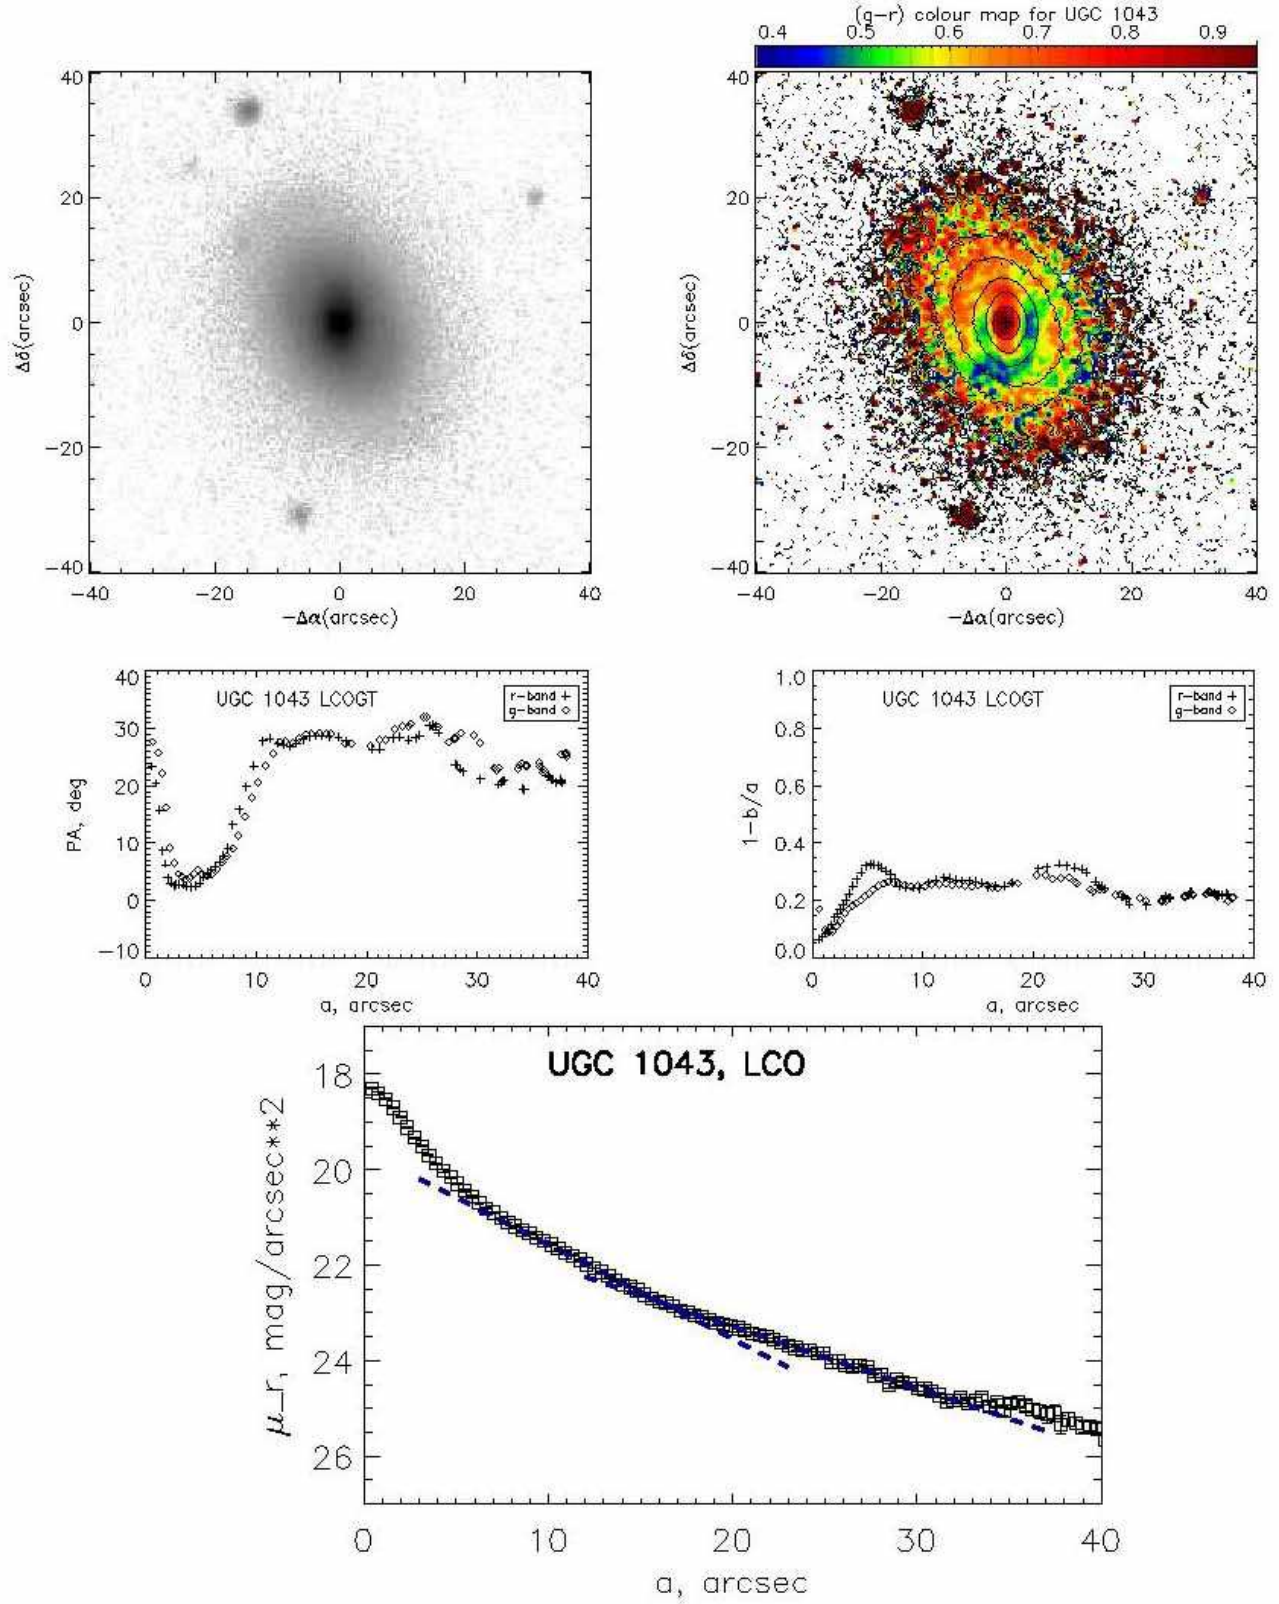 (g-r) colour map for UGC 1043
0.4 0.5 0.6 0.7 0.8 0.9
40
20
0
-20
-40
-40 -20 0 20 40
Δδ(arcsec)
-Δα(arcsec)
40
20
0
-20
-40
-40 -20 0 20 40
Δδ(arcsec)
-Δα(arcsec)
UGC 1043 LCOGT
r-band +
g-band ◇
40
30
20
10
0
-10
PA, deg
0 10 20 30 40
a, arcsec
UGC 1043 LCOGT
r-band +
g-band ◇
1.0
0.8
0.6
0.4
0.2
0.0
1-b/a
0 10 20 30 40
a, arcsec
UGC 1043, LCO
18
20
22
24
26
μ_r, mag/arcsec**2
0 10 20 30 40
a, arcsec